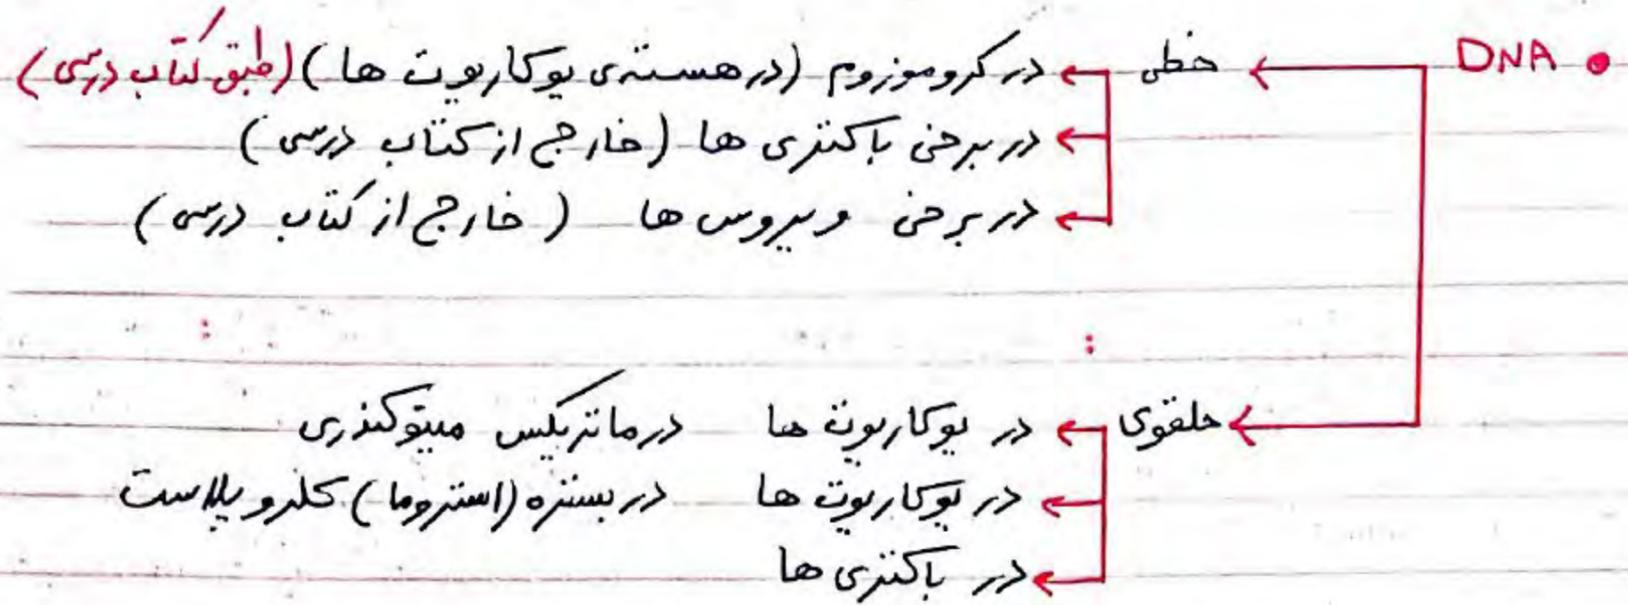 • DNA خطی در کروموزوم (در هسته‌ی یوکاریوت ها) (طبق کتاب درسی)
در برخی باکتری ها (خارج از کتاب درسی)
در برخی ویروس ها (خارج از کتاب درسی)
حلقوی در یوکاریوت ها در ماتریکس میتوکندری
در یوکاریوت ها در بستره (استروما) کلروپلاست
در باکتری ها